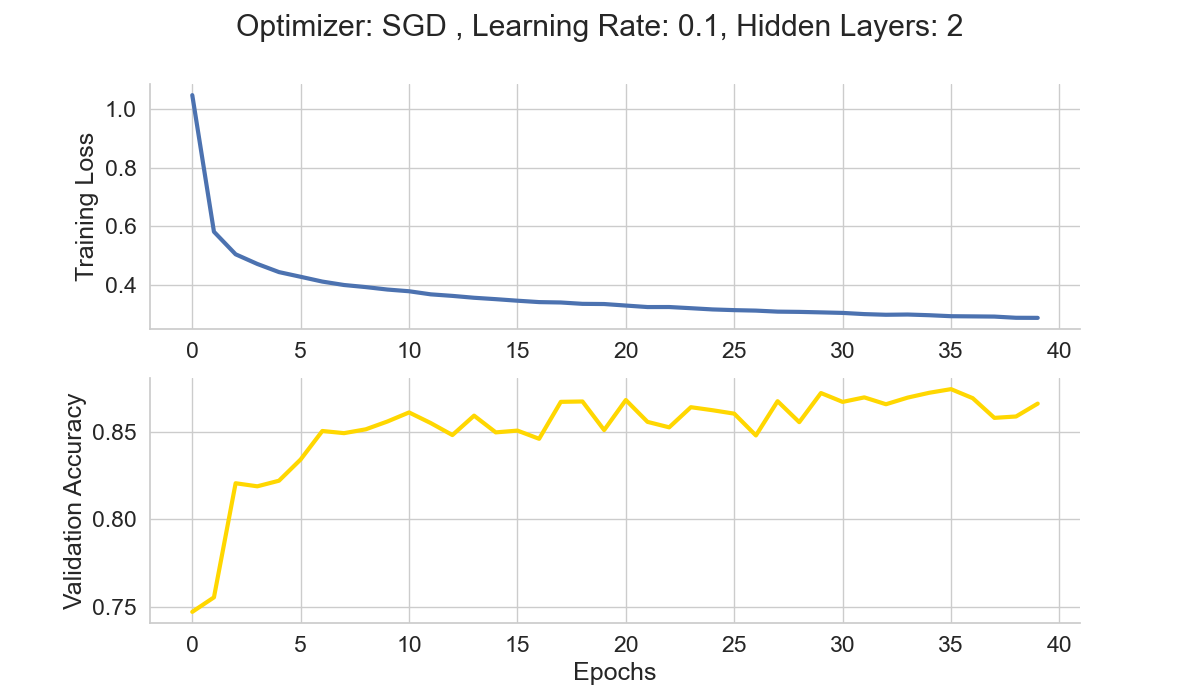 Optimizer: SGD , Learning Rate: 0.1, Hidden Layers: 2
Training Loss
1.0
0.8
0.6
0.4
0 5 10 15 20 25 30 35 40
Validation Accuracy
0.85
0.80
0.75
0 5 10 15 20 25 30 35 40
Epochs